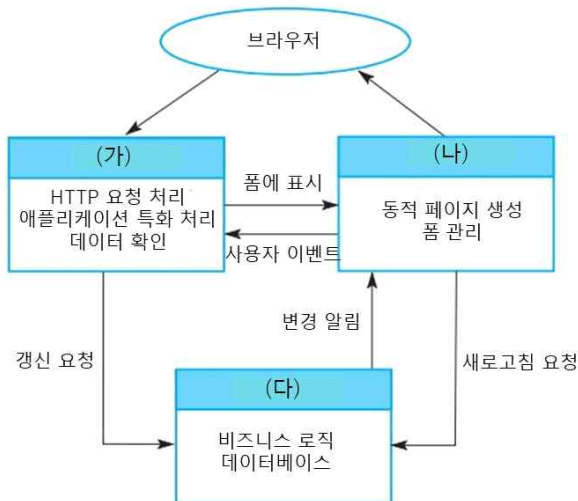 브라우저
(가)
HTTP 요청 처리
애플리케이션 특화 처리
데이터 확인
폼에 표시
사용자 이벤트
(나)
동적 페이지 생성
폼 관리
갱신 요청
변경 알림
새로고침 요청
(다)
비즈니스 로직
데이터베이스